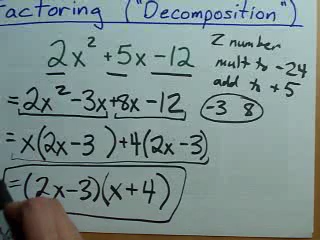 Factoring ("Decomposition")
2x² + 5x - 12
2 number
mult to -24
add to +5
-3 8
= 2x² - 3x + 8x - 12
= x(2x - 3) + 4(2x - 3)
= (2x - 3)(x + 4)